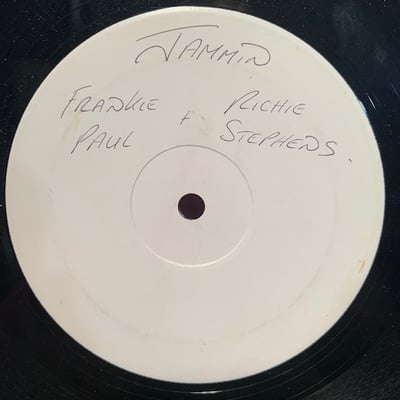 JAMMIN
FRANKIE + RICHIE
PAUL STEPHENS.